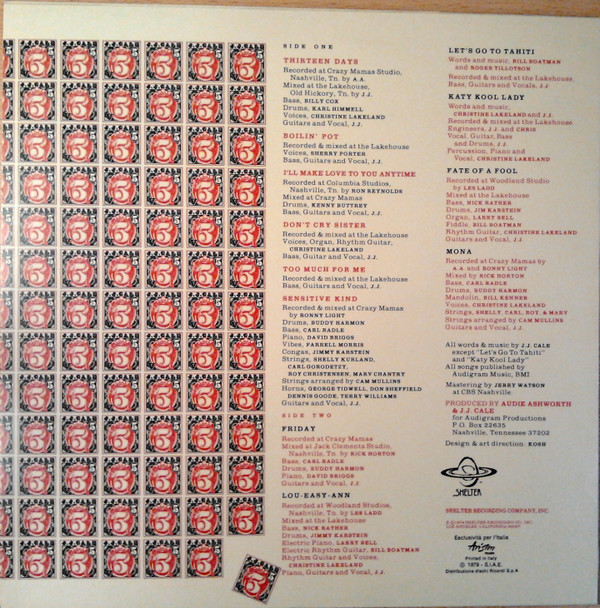 SIDE ONE
THIRTEEN DAYS
Recorded at Crazy Mamas Studio,
Nashville, Tn. by A.A.
Mixed at the Lakehouse,
Old Hickory, Tn. by J.J.
Bass, BILLY COX
Drums, KARL HIMMEL
Voices, CHRISTINE LAKELAND
Guitars and Vocal, J.J.
BOILIN' POT
Recorded & mixed at the Lakehouse
Voices, SHERRY PORTER
Bass, Guitars and Vocal, J.J.
I'LL MAKE LOVE TO YOU ANYTIME
Recorded at Columbia Studios,
Nashville, Tn. by RON REYNOLDS
Mixed at Crazy Mamas
Drums, KENNY BUTTREY
Bass, Guitars and Vocal, J.J.
DON'T CRY SISTER
Recorded & mixed at the Lakehouse
Voices, Organ, Rhythm Guitar,
CHRISTINE LAKELAND
Bass, Guitars and Vocal, J.J.
TOO MUCH FOR ME
Recorded & mixed at the Lakehouse
Bass, Guitars and Vocal, J.J.
SENSITIVE KIND
Recorded & mixed at Crazy Mamas
by RONNY LIGHT
Drums, BUDDY HARMON
Bass, CARL RADLE
Piano, DAVID BRIGGS
Vibes, FARRELL MORRIS
Congas, JIMMY KARSTEIN
Strings, SHELLY KURLAND,
CARL GORODETZY,
ROY CHRISTENSEN, MARV CHANTRY
Strings arranged by CAM MULLINS
Horns, GEORGE TIDWELL, DON SHEFFIELD
DENNIS GOODE, TERRY WILLIAMS
Guitars and Vocal, J.J.
SIDE TWO
FRIDAY
Recorded at Crazy Mamas
Mixed at Jack Clements Studio,
Nashville, Tn. by RICK HORTON
Bass, CARL RADLE
Drums, BUDDY HARMON
Piano, DAVID BRIGGS
Guitars and Vocal, J.J.
LOU-EASY-ANN
Recorded at Woodland Studios,
Nashville, Tn. by LES LADD
Mixed at the Lakehouse
Bass, NICK RATHER
Drums, JIMMY KARSTEIN
Electric Piano, LARRY BELL
Electric Rhythm Guitar, BILL BOATMAN
Rhythm Guitar and Voices,
CHRISTINE LAKELAND
Piano, Guitars and Vocal, J.J.
LET'S GO TO TAHITI
Words and music, BILL BOATMAN
and ROGER TILLOTSON
Recorded & mixed at the Lakehouse,
Bass, Guitars and Vocals, J.J.
KATY KOOL LADY
Words and music,
CHRISTINE LAKELAND and J.J.
Recorded & mixed at the Lakehouse
Engineers, J.J. and CHRIS
Vocal, Guitar, Bass
and Drums, J.J.
Percussion, Piano and
Vocal, CHRISTINE LAKELAND
FATE OF A FOOL
Recorded at Woodland Studio
by LES LADD
Mixed at the Lakehouse
Bass, NICK RATHER
Drums, JIM KARSTEIN
Organ, LARRY BELL
Fiddle, BILL BOATMAN
Rhythm Guitar, CHRISTINE LAKELAND
Guitars and Vocal, J.J.
MONA
Recorded at Crazy Mamas by
A.A. and RONNY LIGHT
Mixed by RICK HORTON
Bass, CARL RADLE
Drums, BUDDY HARMON
Mandolin, BILL KENNER
Voices, CHRISTINE LAKELAND
Strings, SHELLY, CARL, ROY, & MARV
Strings arranged by CAM MULLINS
Guitars and Vocal, J.J.
All words & music by J.J. CALE
except "Let's Go To Tahiti"
and "Katy Kool Lady"
All songs published by
Audigram Music, BMI
Mastering by JERRY WATSON
at CBS Nashville
PRODUCED BY AUDIE ASHWORTH
& J.J. CALE
for Audigram Productions
P.O. Box 22635
Nashville, Tennessee 37202
Design & art direction: KOSH
SHELTER
SHELTER RECORDING COMPANY, INC.
Esclusività per l'Italia
Ariston
Printed in Italy
© 1979 - S.I.A.E.
Distribuzione dischi Ricordi S.p.A.